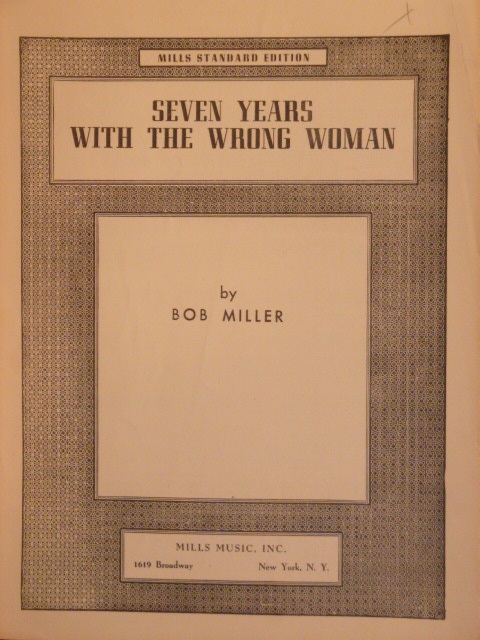 MILLS STANDARD EDITION
SEVEN YEARS
WITH THE WRONG WOMAN
by
BOB MILLER
MILLS MUSIC, INC.
1619 Broadway New York, N. Y.